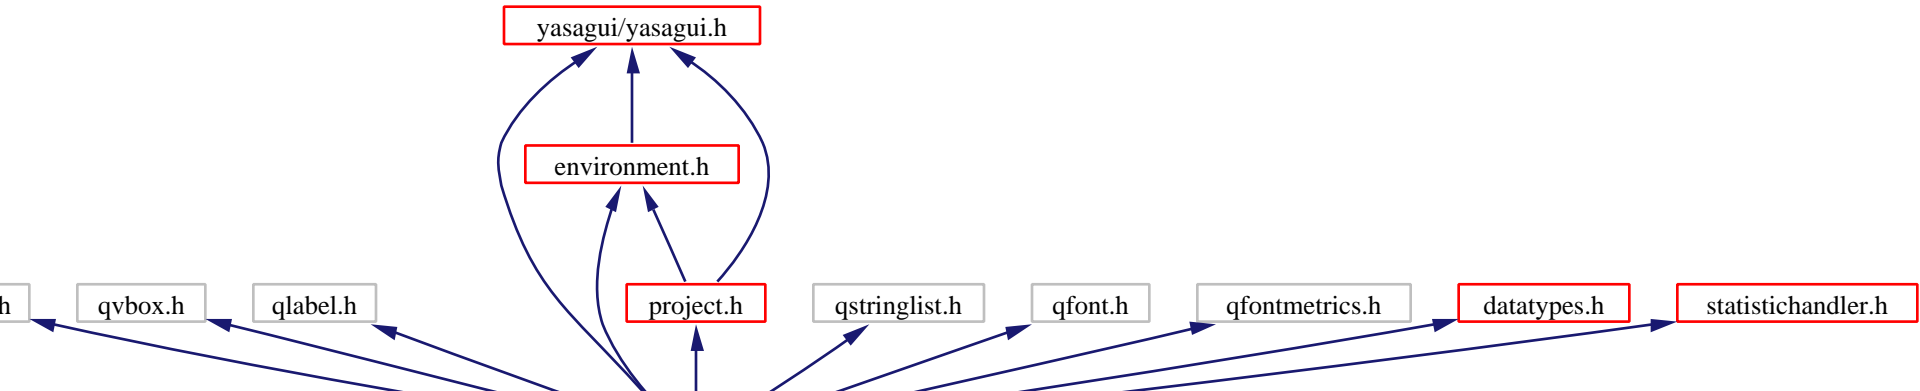 yasagui/yasagui.h
environment.h
h
qvbox.h
qlabel.h
project.h
qstringlist.h
qfont.h
qfontmetrics.h
datatypes.h
statistichandler.h